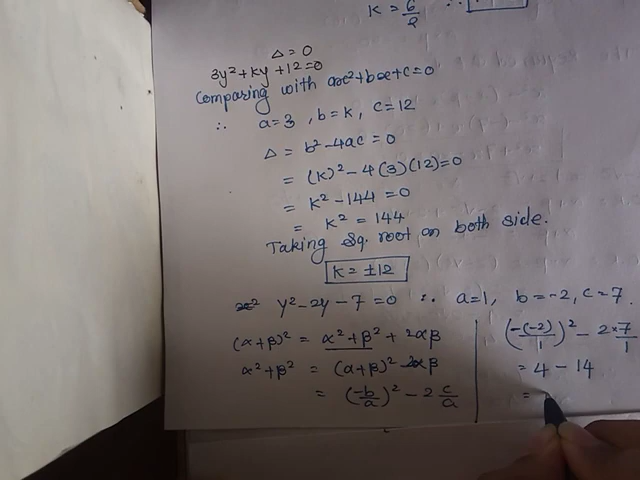 K = 6/2 ∴
Δ = 0
3y² + ky + 12 = 0
Comparing with ax² + bx + c = 0
∴ a = 3, b = k, c = 12
Δ = b² - 4ac = 0
= (k)² - 4(3)(12) = 0
= k² - 144 = 0
= k² = 144
Taking Sq. root on both side.
K = ±12
y² - 2y - 7 = 0 ∴ a = 1, b = -2, c = 7.
(α + β)² = α² + β² + 2αβ
α² + β² = (α + β)² - 2αβ
= (-b/a)² - 2 c/a
(-(-2)/1)² - 2 × 7/1
= 4 - 14
=